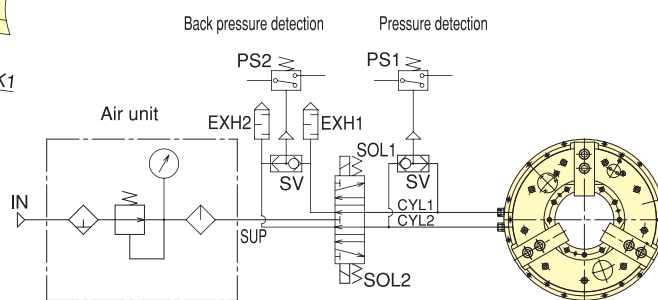 Back pressure detection
Pressure detection
PS2
PS1
K1
Air unit
EXH2
EXH1
SOL1
SV
SV
IN
CYL1
CYL2
SUP
SOL2